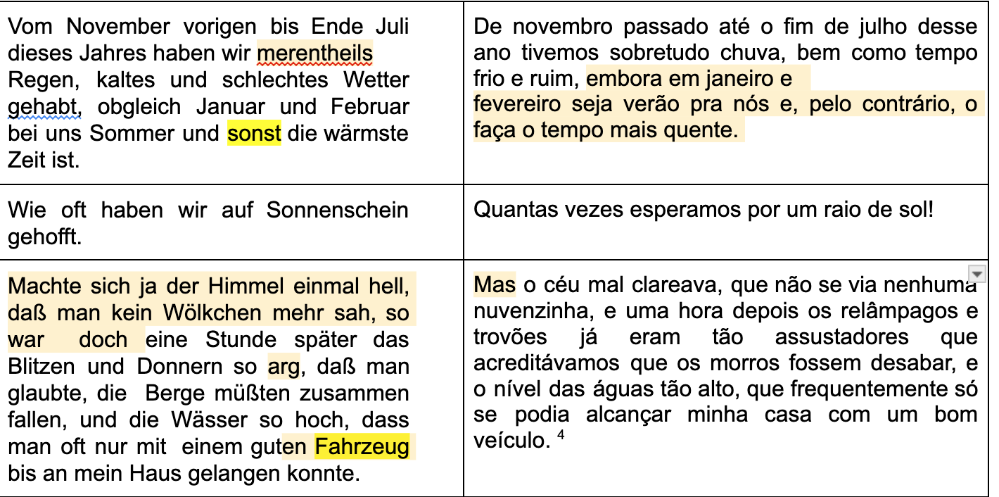 Vom November vorigen bis Ende Juli
dieses Jahres haben wir merentheils
Regen, kaltes und schlechtes Wetter
gehabt, obgleich Januar und Februar
bei uns Sommer und sonst die wärmste
Zeit ist.
De novembro passado até o fim de julho desse
ano tivemos sobretudo chuva, bem como tempo
frio e ruim, embora em janeiro e
fevereiro seja verão pra nós e, pelo contrário, o
faça o tempo mais quente.
Wie oft haben wir auf Sonnenschein
gehofft.
Quantas vezes esperamos por um raio de sol!
Machte sich ja der Himmel einmal hell,
daß man kein Wölkchen mehr sah, so
war doch eine Stunde später das
Blitzen und Donnern so arg, daß man
glaubte, die Berge müßten zusammen
fallen, und die Wässer so hoch, dass
man oft nur mit einem guten Fahrzeug
bis an mein Haus gelangen konnte.
Mas o céu mal clareava, que não se via nenhuma
nuvenzinha, e uma hora depois os relâmpagos e
trovões já eram tão assustadores que
acreditávamos que os morros fossem desabar, e
o nível das águas tão alto, que frequentemente só
se podia alcançar minha casa com um bom
veículo. 4